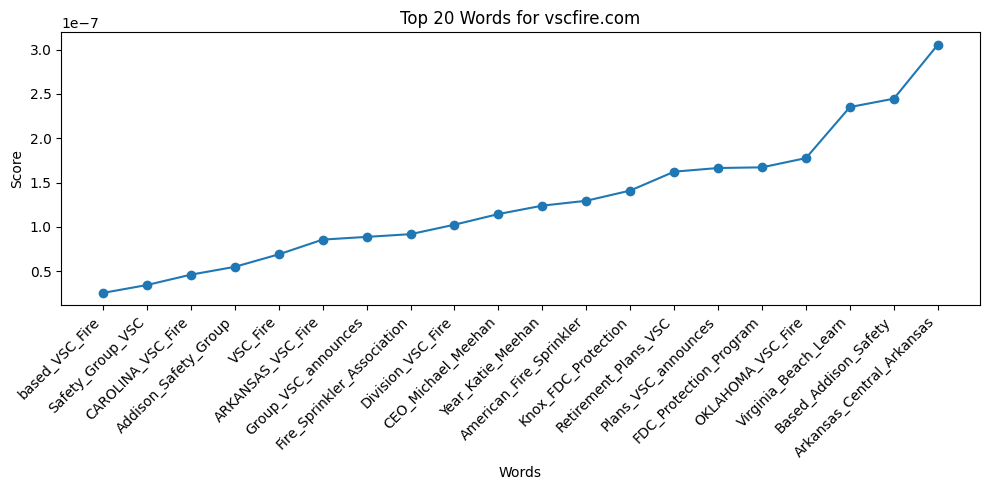 Top 20 Words for vscfire.com
1e−7
3.0
2.5
2.0
1.5
1.0
0.5
Score
based_VSC_Fire
Safety_Group_VSC
CAROLINA_VSC_Fire
Addison_Safety_Group
VSC_Fire
ARKANSAS_VSC_Fire
Group_VSC_announces
Fire_Sprinkler_Association
Division_VSC_Fire
CEO_Michael_Meehan
Year_Katie_Meehan
American_Fire_Sprinkler
Knox_FDC_Protection
Retirement_Plans_VSC
Plans_VSC_announces
FDC_Protection_Program
OKLAHOMA_VSC_Fire
Virginia_Beach_Learn
Based_Addison_Safety
Arkansas_Central_Arkansas
Words